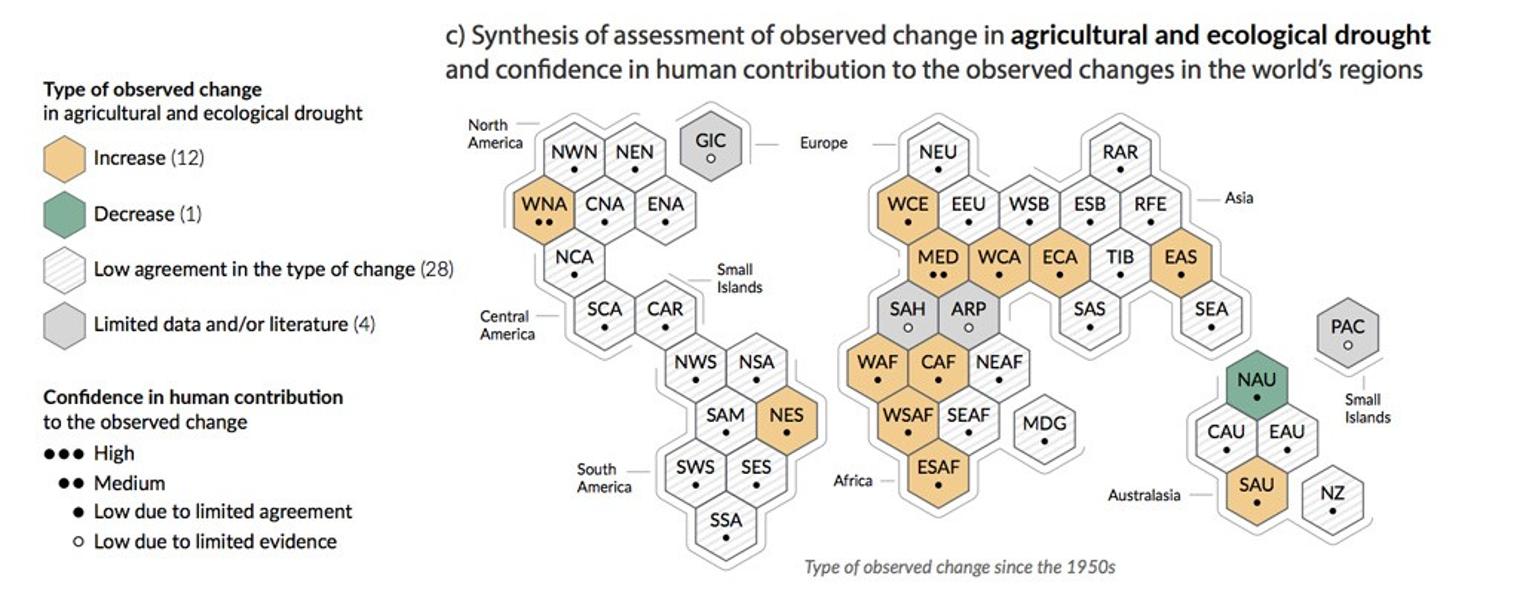 c) Synthesis of assessment of observed change in agricultural and ecological drought
and confidence in human contribution to the observed changes in the world's regions
Type of observed change
in agricultural and ecological drought
Increase (12)
Decrease (1)
Low agreement in the type of change (28)
Limited data and/or literature (4)
Confidence in human contribution
to the observed change
High
Medium
Low due to limited agreement
Low due to limited evidence
North
America
GIC
Europe
NWN NEN
NEU
RAR
WNA CNA ENA
WCE EEU WSB ESB RFE
Asia
NCA
MED WCA ECA TIB EAS
Small
Islands
SCA CAR
Central
America
SAH ARP
SAS
SEA
PAC
Small
Islands
NWS NSA
WAF CAF NEAF
NAU
SAM NES
WSAF SEAF
MDG
CAU EAU
South
America
SWS SES
Africa
ESAF
Australasia
SAU
NZ
SSA
Type of observed change since the 1950s